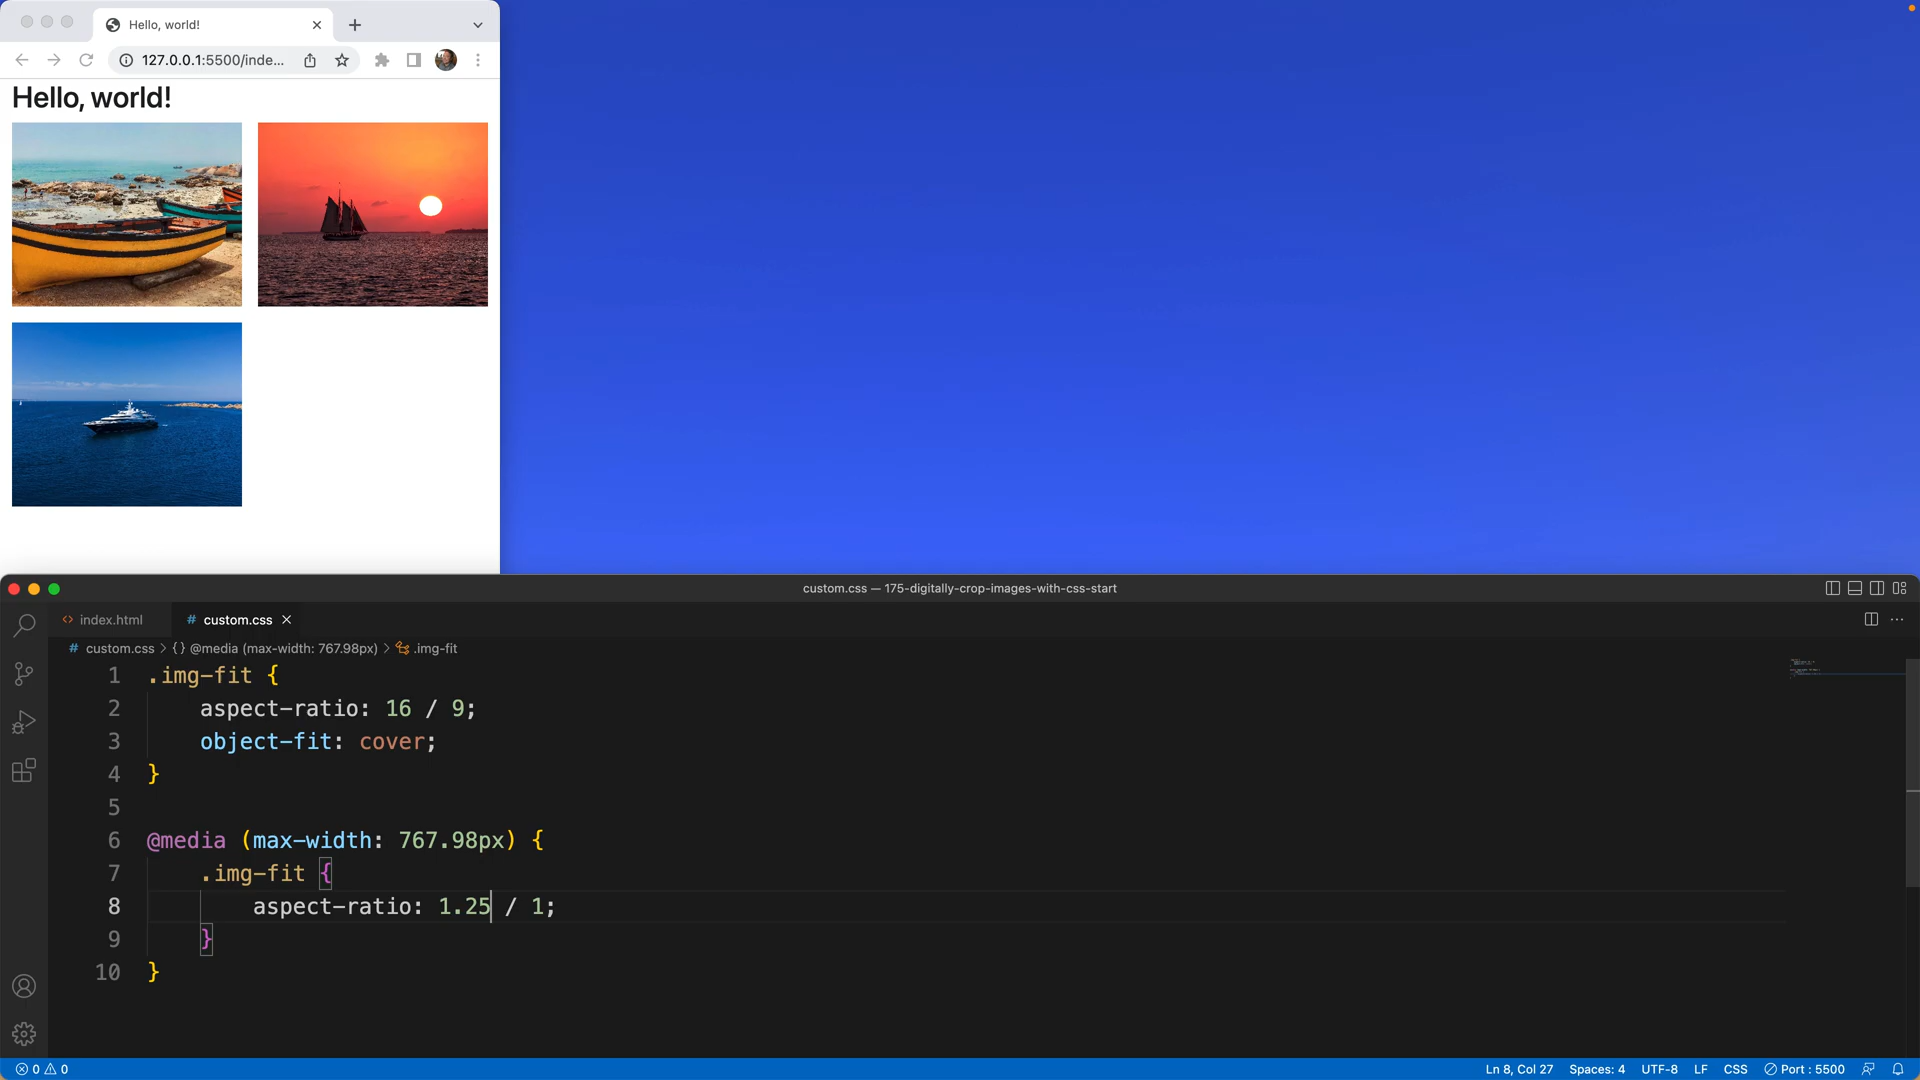 Hello, world!
127.0.0.1:5500/inde...
Hello, world!
custom.css — 175-digitally-crop-images-with-css-start
index.html
# custom.css
# custom.css > {} @media (max-width: 767.98px) > .img-fit
1 .img-fit {
2 aspect-ratio: 16 / 9;
3 object-fit: cover;
4 }
5
6 @media (max-width: 767.98px) {
7 .img-fit {
8 aspect-ratio: 1.25 / 1;
9 }
10 }
0 0
Ln 8, Col 27 Spaces: 4 UTF-8 LF CSS Port : 5500